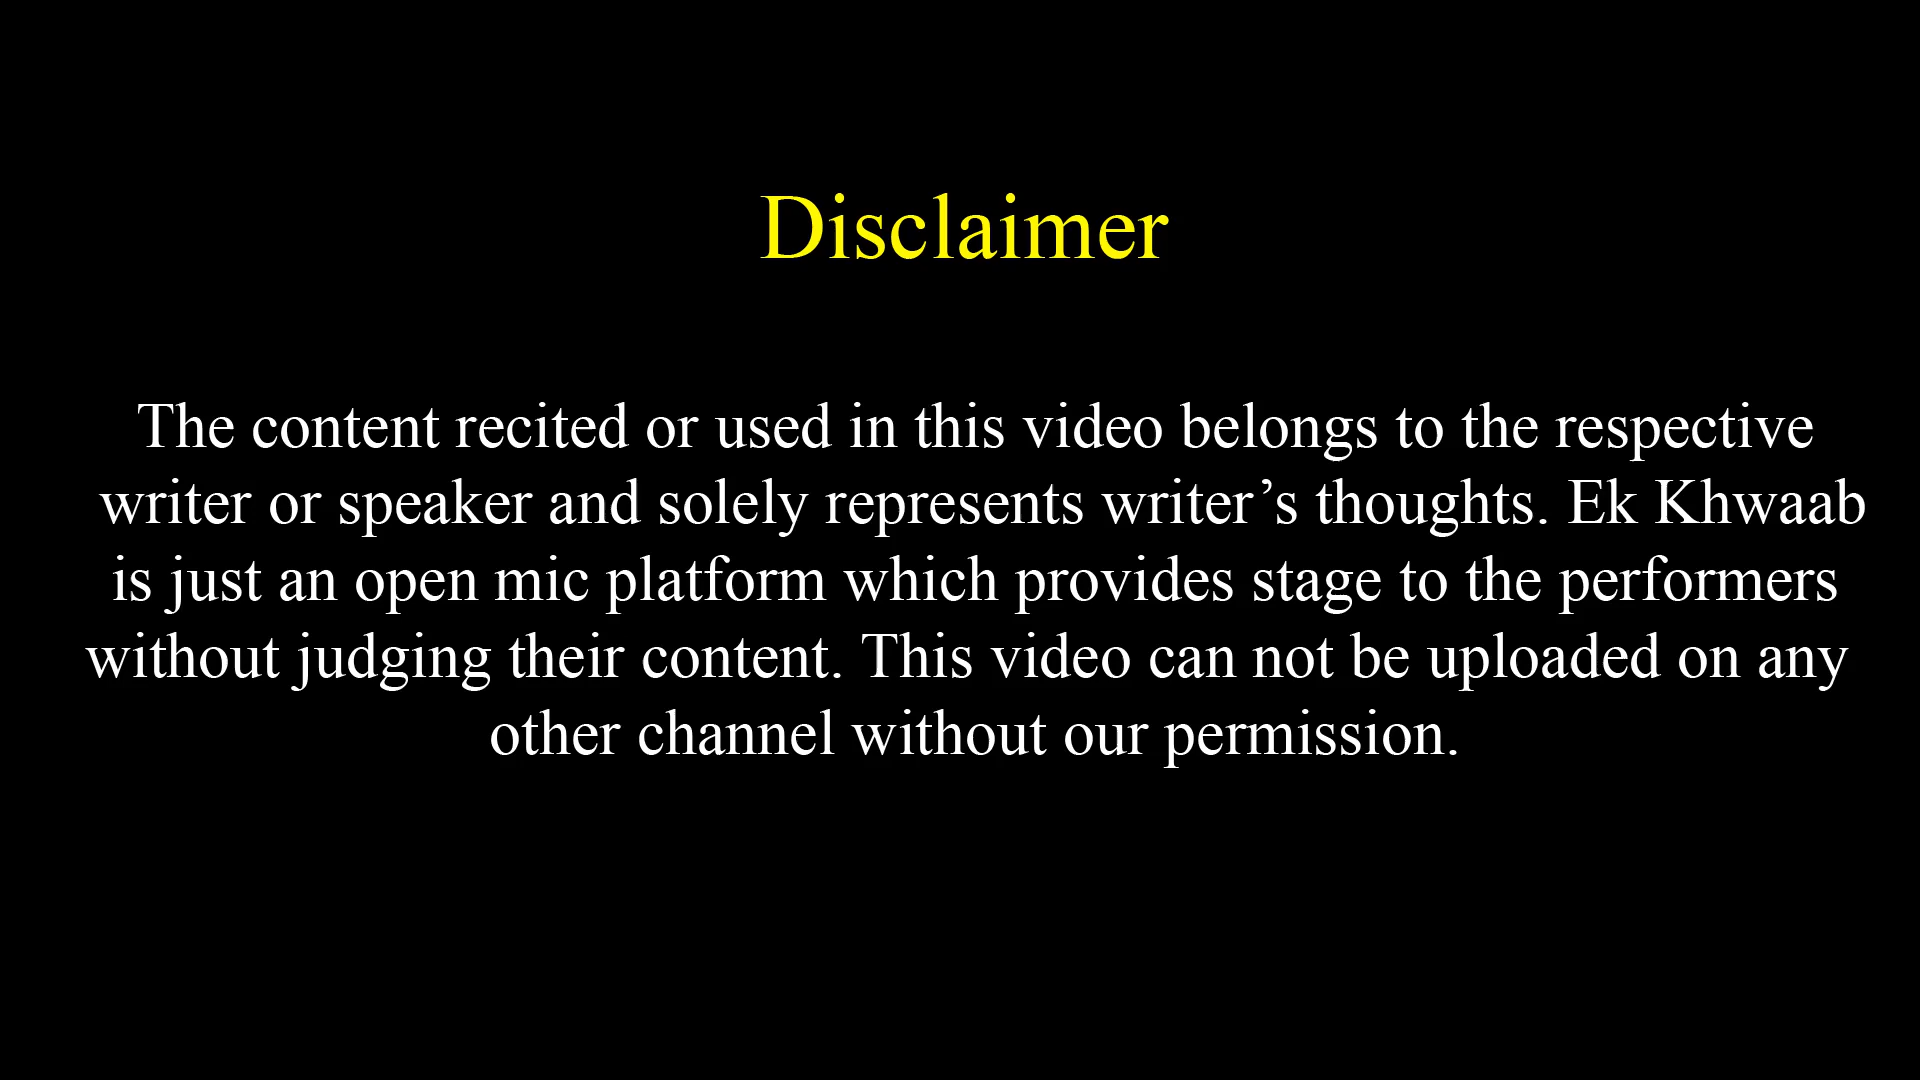 Disclaimer
The content recited or used in this video belongs to the respective
writer or speaker and solely represents writer’s thoughts. Ek Khwaab
is just an open mic platform which provides stage to the performers
without judging their content. This video can not be uploaded on any
other channel without our permission.